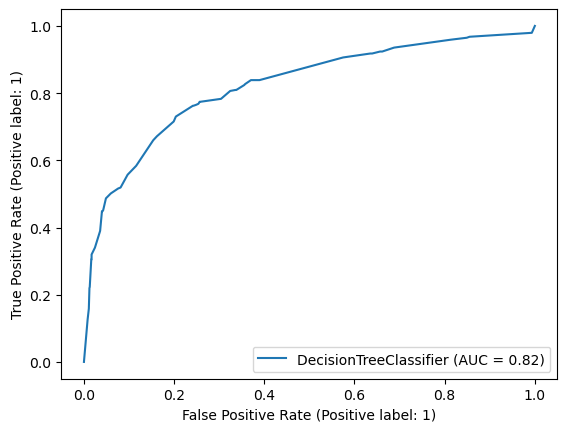 1.0
0.8
0.6
0.4
0.2
0.0
True Positive Rate (Positive label: 1)
DecisionTreeClassifier (AUC = 0.82)
0.0 0.2 0.4 0.6 0.8 1.0
False Positive Rate (Positive label: 1)